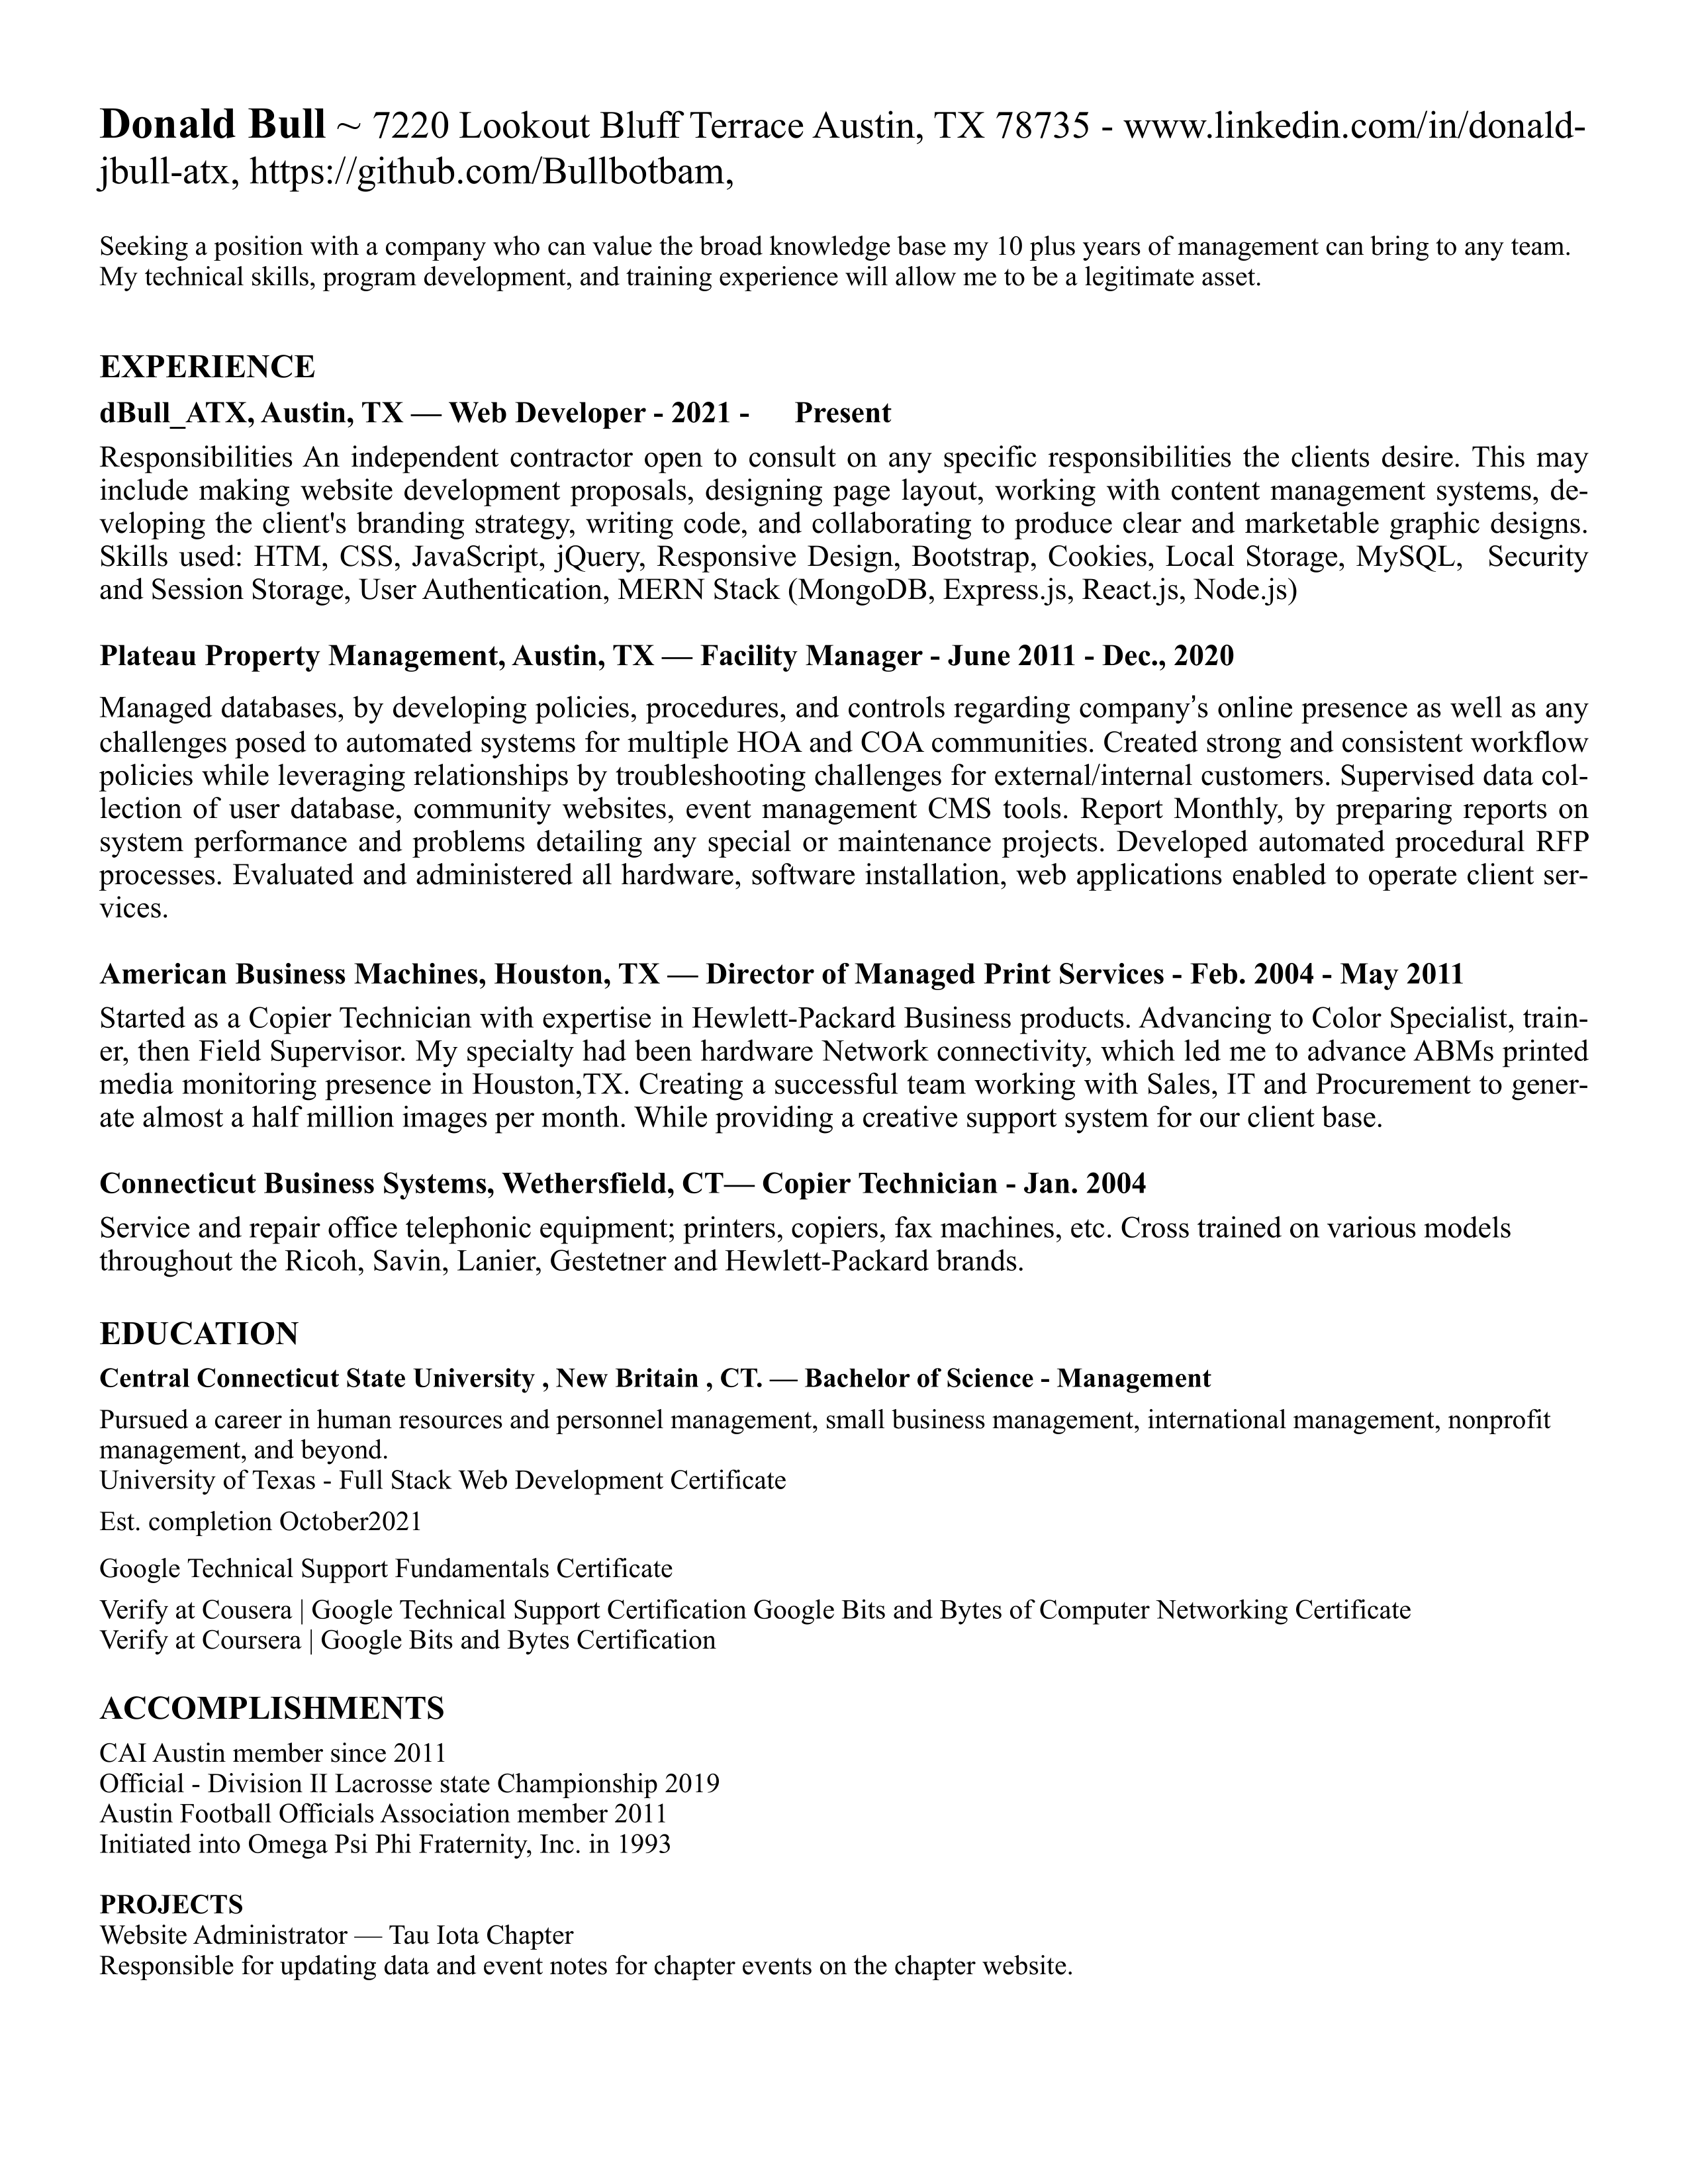 Donald Bull ~ 7220 Lookout Bluff Terrace Austin, TX 78735 - www.linkedin.com/in/donald-
jbull-atx, https://github.com/Bullbotbam,
Seeking a position with a company who can value the broad knowledge base my 10 plus years of management can bring to any team.
My technical skills, program development, and training experience will allow me to be a legitimate asset.
EXPERIENCE
dBull_ATX, Austin, TX — Web Developer - 2021 - Present
Responsibilities An independent contractor open to consult on any specific responsibilities the clients desire. This may
include making website development proposals, designing page layout, working with content management systems, de-
veloping the client's branding strategy, writing code, and collaborating to produce clear and marketable graphic designs.
Skills used: HTM, CSS, JavaScript, jQuery, Responsive Design, Bootstrap, Cookies, Local Storage, MySQL, Security
and Session Storage, User Authentication, MERN Stack (MongoDB, Express.js, React.js, Node.js)
Plateau Property Management, Austin, TX — Facility Manager - June 2011 - Dec., 2020
Managed databases, by developing policies, procedures, and controls regarding company’s online presence as well as any
challenges posed to automated systems for multiple HOA and COA communities. Created strong and consistent workflow
policies while leveraging relationships by troubleshooting challenges for external/internal customers. Supervised data col-
lection of user database, community websites, event management CMS tools. Report Monthly, by preparing reports on
system performance and problems detailing any special or maintenance projects. Developed automated procedural RFP
processes. Evaluated and administered all hardware, software installation, web applications enabled to operate client ser-
vices.
American Business Machines, Houston, TX — Director of Managed Print Services - Feb. 2004 - May 2011
Started as a Copier Technician with expertise in Hewlett-Packard Business products. Advancing to Color Specialist, train-
er, then Field Supervisor. My specialty had been hardware Network connectivity, which led me to advance ABMs printed
media monitoring presence in Houston,TX. Creating a successful team working with Sales, IT and Procurement to gener-
ate almost a half million images per month. While providing a creative support system for our client base.
Connecticut Business Systems, Wethersfield, CT— Copier Technician - Jan. 2004
Service and repair office telephonic equipment; printers, copiers, fax machines, etc. Cross trained on various models
throughout the Ricoh, Savin, Lanier, Gestetner and Hewlett-Packard brands.
EDUCATION
Central Connecticut State University , New Britain , CT. — Bachelor of Science - Management
Pursued a career in human resources and personnel management, small business management, international management, nonprofit
management, and beyond.
University of Texas - Full Stack Web Development Certificate
Est. completion October2021
Google Technical Support Fundamentals Certificate
Verify at Cousera | Google Technical Support Certification Google Bits and Bytes of Computer Networking Certificate
Verify at Coursera | Google Bits and Bytes Certification
ACCOMPLISHMENTS
CAI Austin member since 2011
Official - Division II Lacrosse state Championship 2019
Austin Football Officials Association member 2011
Initiated into Omega Psi Phi Fraternity, Inc. in 1993
PROJECTS
Website Administrator — Tau Iota Chapter
Responsible for updating data and event notes for chapter events on the chapter website.